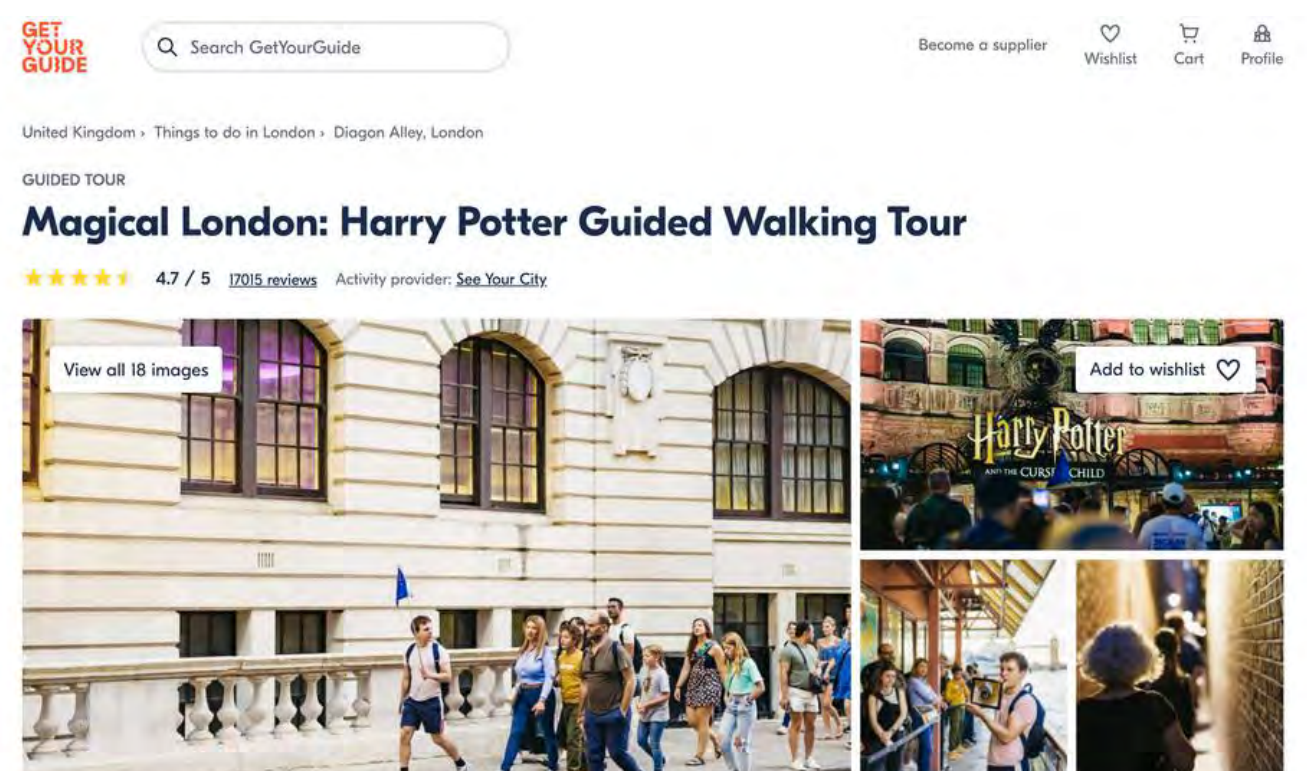 GET
YOUR
GUIDE
Search GetYourGuide
Become a supplier
Wishlist
Cart
Profile
United Kingdom › Things to do in London › Diagon Alley, London
GUIDED TOUR
Magical London: Harry Potter Guided Walking Tour
4.7 / 5 17015 reviews Activity provider: See Your City
View all 18 images
Add to wishlist
Harry Potter
AND THE CURSED CHILD